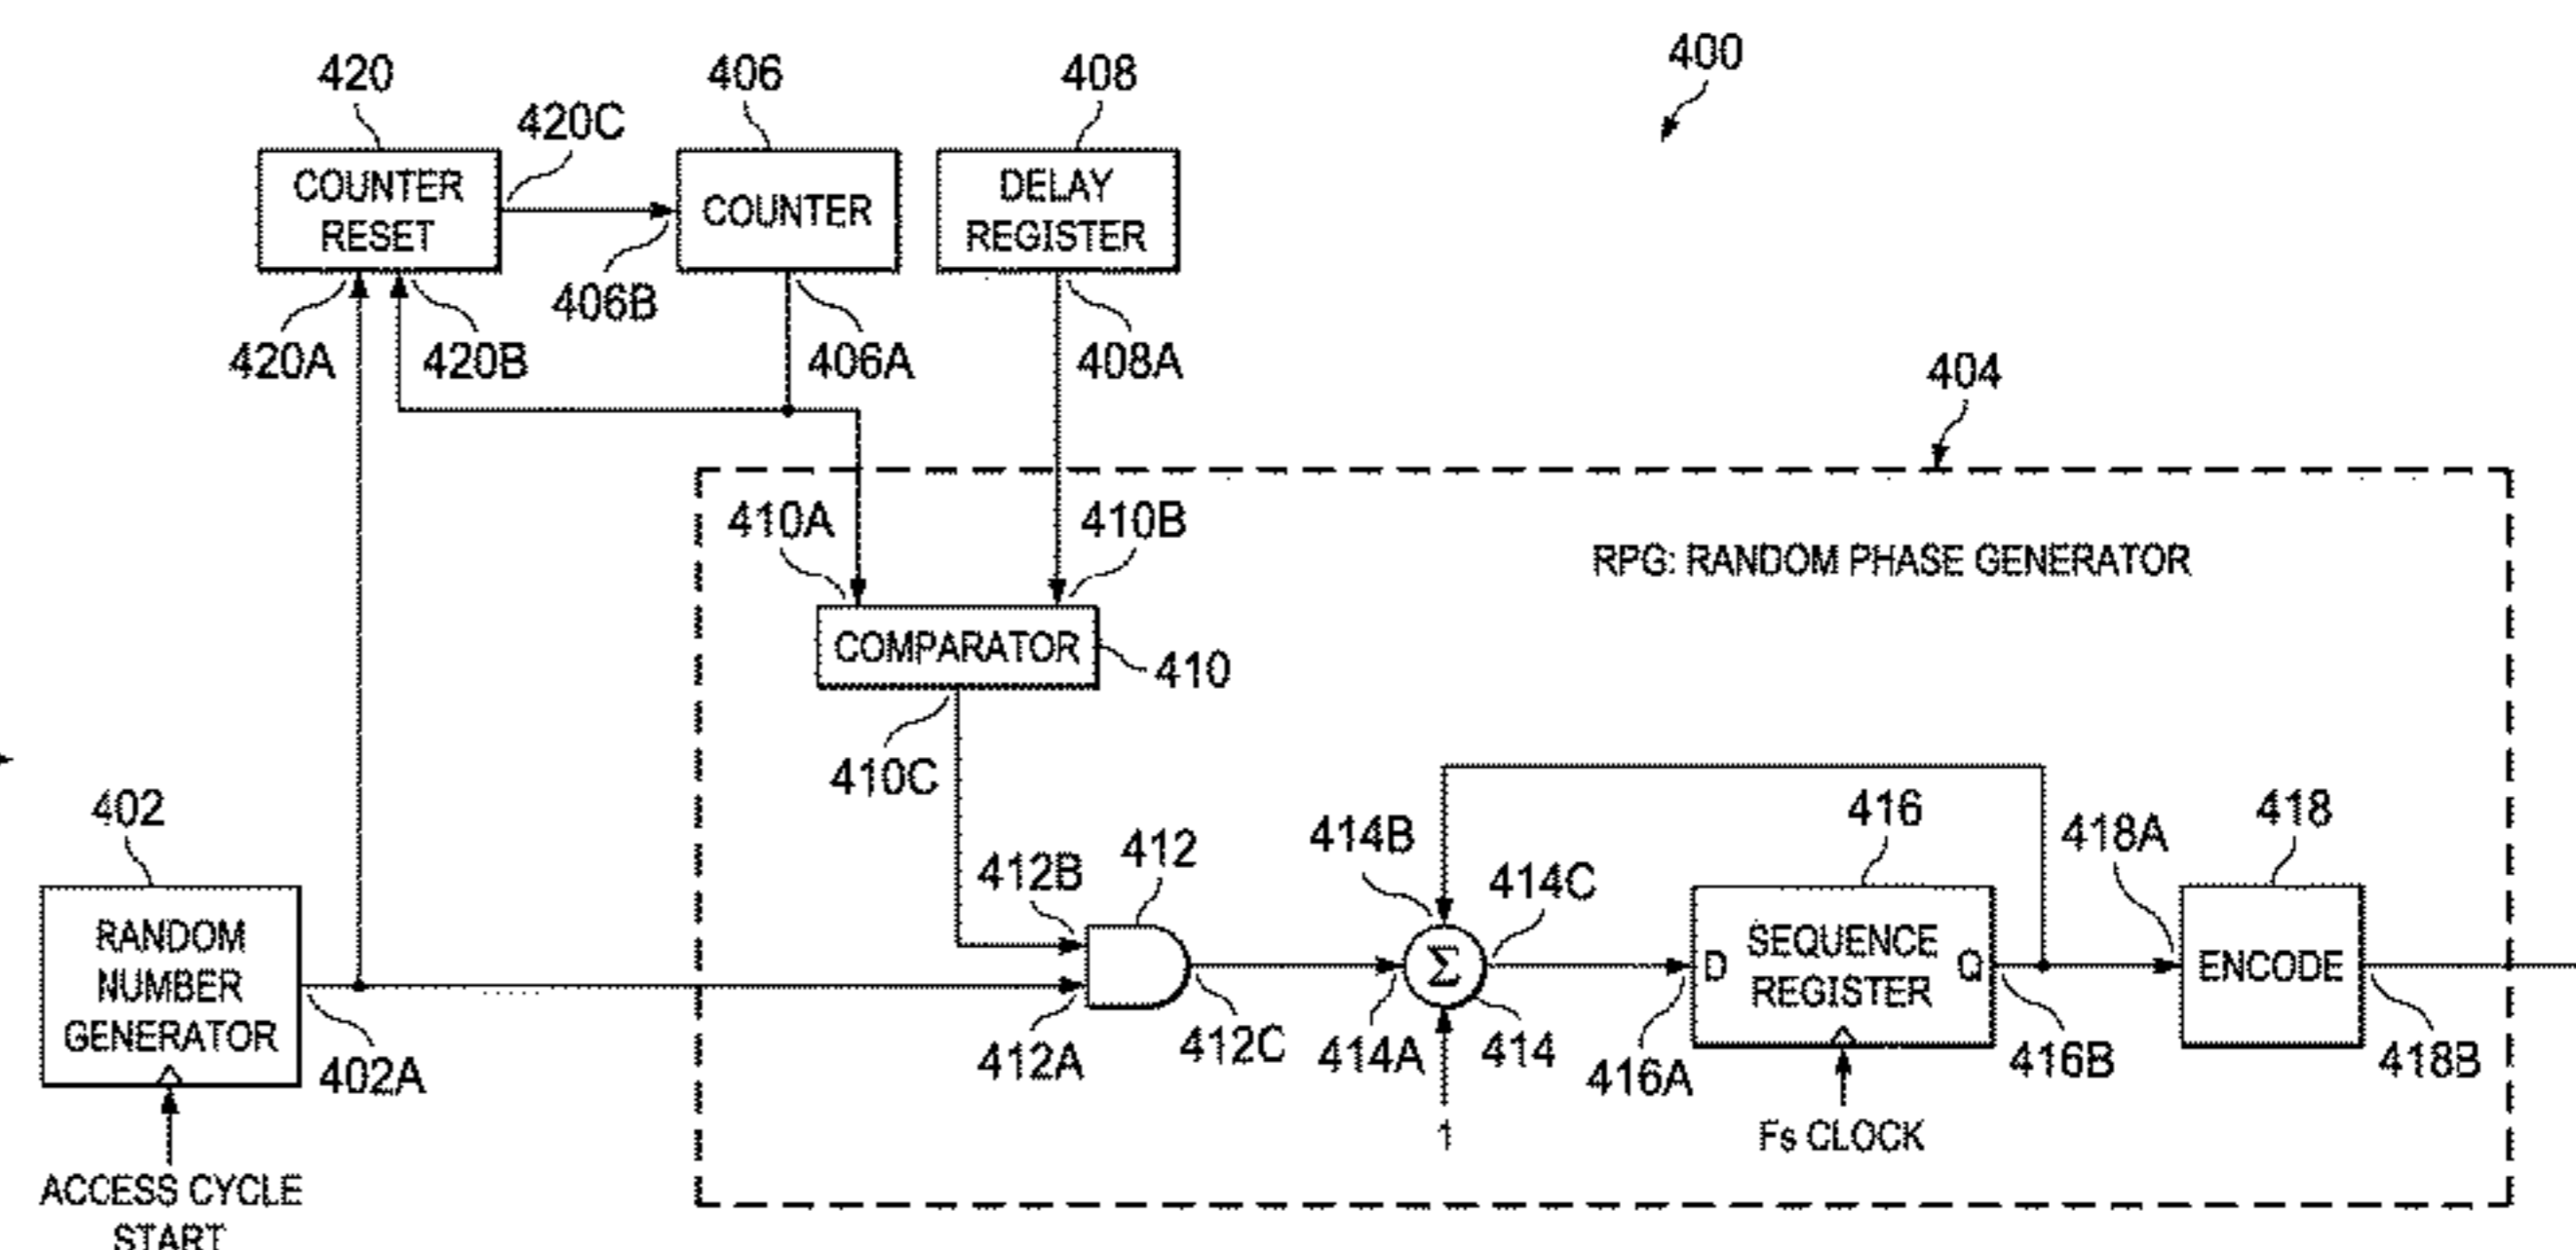 400
420
406
408
420C
COUNTER
RESET
COUNTER
DELAY
REGISTER
406B
420A
420B
406A
408A
404
410A
410B
RPG: RANDOM PHASE GENERATOR
COMPARATOR
410
410C
402
412B
412
414B
414C
416
418A
418
RANDOM
NUMBER
GENERATOR
Σ
D
SEQUENCE
REGISTER
Q
ENCODE
402A
412A
412C
414A
414
416A
416B
418B
1
Fs CLOCK
ACCESS CYCLE
START